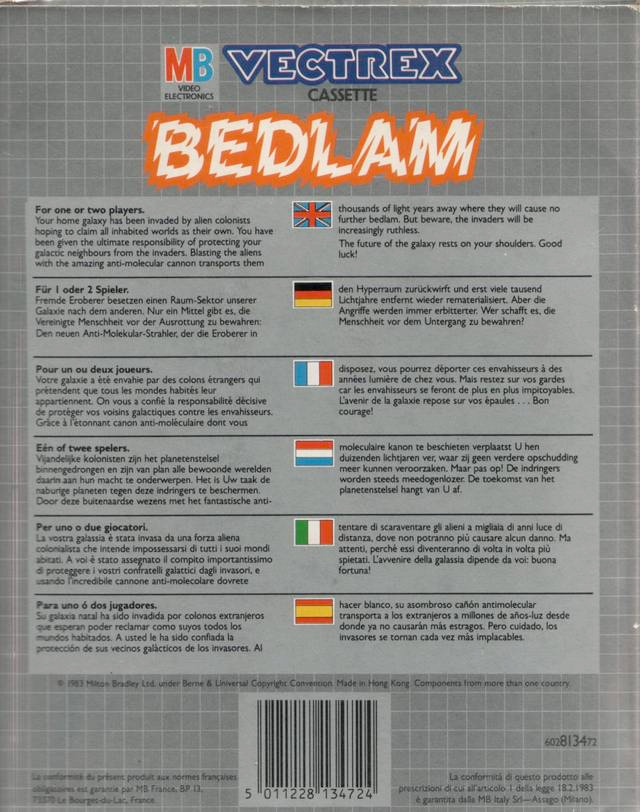 MB VECTREX
VIDEO
ELECTRONICS
CASSETTE
BEDLAM
For one or two players.
Your home galaxy has been invaded by alien colonists
hoping to claim all inhabited worlds as their own. You have
been given the ultimate responsibility of protecting your
galactic neighbours from the invaders. Blasting the aliens
with the amazing anti-molecular cannon transports them
thousands of light years away where they will cause no
further bedlam. But beware, the invaders will be
increasingly ruthless.
The future of the galaxy rests on your shoulders. Good
luck!
Für 1 oder 2 Spieler.
Fremde Eroberer besetzen einen Raum-Sektor unserer
Galaxie nach dem anderen. Nur ein Mittel gibt es, die
Vereinigte Menschheit vor der Ausrottung zu bewahren:
Den neuen Anti-Molekular-Strahler, der die Eroberer in
den Hyperraum zurückwirft und erst viele tausend
Lichtjahre entfernt wieder rematerialisiert. Aber die
Angriffe werden immer erbitterter. Wer schafft es, die
Menschheit vor dem Untergang zu bewahren?
Pour un ou deux joueurs.
Votre galaxie a été envahie par des colons étrangers qui
prétendent que tous les mondes habités leur
appartiennent. On vous a confié la responsabilité décisive
de protéger vos voisins galactiques contre les envahisseurs.
Grâce à l'étonnant canon anti-moléculaire dont vous
disposez, vous pourrez déporter ces envahisseurs à des
années lumière de chez vous. Mais restez sur vos gardes
car les envahisseurs se feront de plus en plus impitoyables.
L'avenir de la galaxie repose sur vos épaules . . . Bon
courage!
Eén of twee spelers.
Vijandelijke kolonisten zijn het planetenstelsel
binnengedrongen en zijn van plan alle bewoonde werelden
daarin aan hun macht te onderwerpen. Het is Uw taak de
naburige planeten tegen deze indringers te beschermen.
Door deze buitenaardse wezens met het fantastische anti-
moleculaire kanon te beschieten verplaatst U hen
duizenden lichtjaren ver, waar zij geen verdere opschudding
meer kunnen veroorzaken. Maar pas op! De indringers
worden steeds meedogenlozer. De toekomst van het
planetenstelsel hangt van U af.
Per uno o due giocatori.
La vostra galassia è stata invasa da una forza aliena
colonialista che intende impossessarsi di tutti i suoi mondi
abitati. A voi è stato assegnato il compito importantissimo
di proteggere i vostri confratelli galattici dagli invasori, e
usando l'incredibile cannone anti-molecolare dovrete
tentare di scaraventare gli alieni a migliaia di anni luce di
distanza, dove non potranno più causare alcun danno. Ma
attenti, perchè essi diventeranno di volta in volta più
spietati. L'avvenire della galassia dipende da voi: buona
fortuna!
Para uno ó dos jugadores.
Su galaxia natal ha sido invadida por colonos extranjeros
que esperan poder reclamar como suyos todos los
mundos habitados. A usted le ha sido confiada la
protección de sus vecinos galácticos de los invasores. Al
hacer blanco, su asombroso cañón antimolecular
transporta a los extranjeros a millones de años-luz desde
donde ya no causarán más estragos. Pero cuidado, los
invasores se tornan cada vez más implacables.
© 1983 Milton Bradley Ltd. under Berne & Universal Copyright Convention. Made in Hong Kong. Components from more than one country.
602813472
La conformité du présent produit aux normes françaises
obligatoires est garantie par MB France, BP 13,
73370 Le Bourget-du-Lac, France.
5 011228 134724
La conformità di questo prodotto alle
prescrizioni di cui all'articolo 1 della legge 18.2.1983
è garantita dalla MB Italy Srl—Assago (Milano).